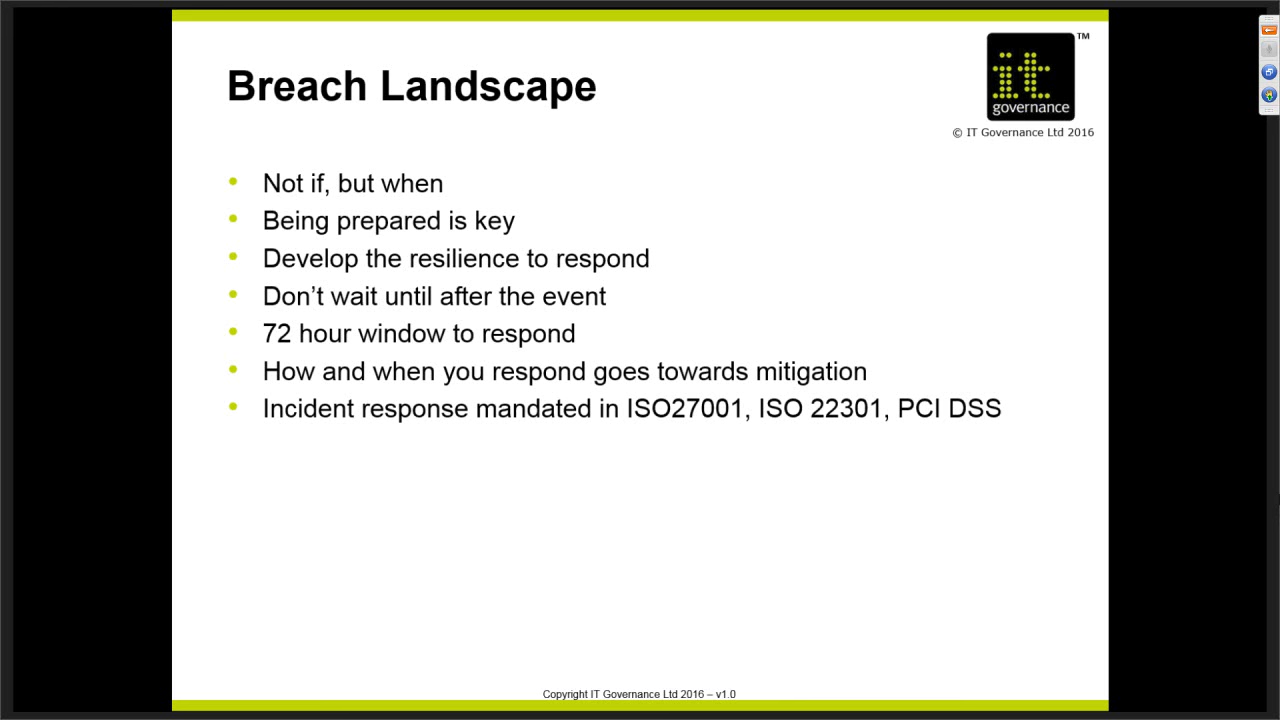 Breach Landscape
™
it
governance
© IT Governance Ltd 2016
• Not if, but when
• Being prepared is key
• Develop the resilience to respond
• Don’t wait until after the event
• 72 hour window to respond
• How and when you respond goes towards mitigation
• Incident response mandated in ISO27001, ISO 22301, PCI DSS
Copyright IT Governance Ltd 2016 – v1.0